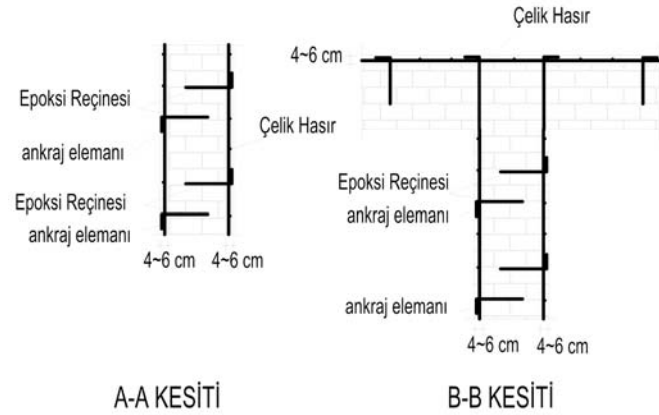 Çelik Hasır
4~6 cm
Epoksi Reçinesi
ankraj elemanı
Çelik Hasır
Epoksi Reçinesi
ankraj elemanı
4~6 cm 4~6 cm
Epoksi Reçinesi
ankraj elemanı
ankraj elemanı
4~6 cm
4~6 cm
A-A KESİTİ
B-B KESİTİ